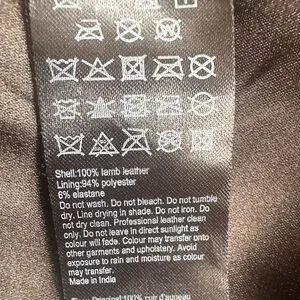 Shell:100% lamb leather
Lining:94% polyester
6% elastane
Do not wash. Do not bleach. Do not tumble
dry. Line drying in shade. Do not iron. Do
not dry clean. Professional leather clean
only. Do not leave in direct sunlight as
colour will fade. Colour may transfer onto
other garments and upholstery. Avoid
exposure to rain and moisture as colour
may transfer.
Made in India
100% cuir d'agneau